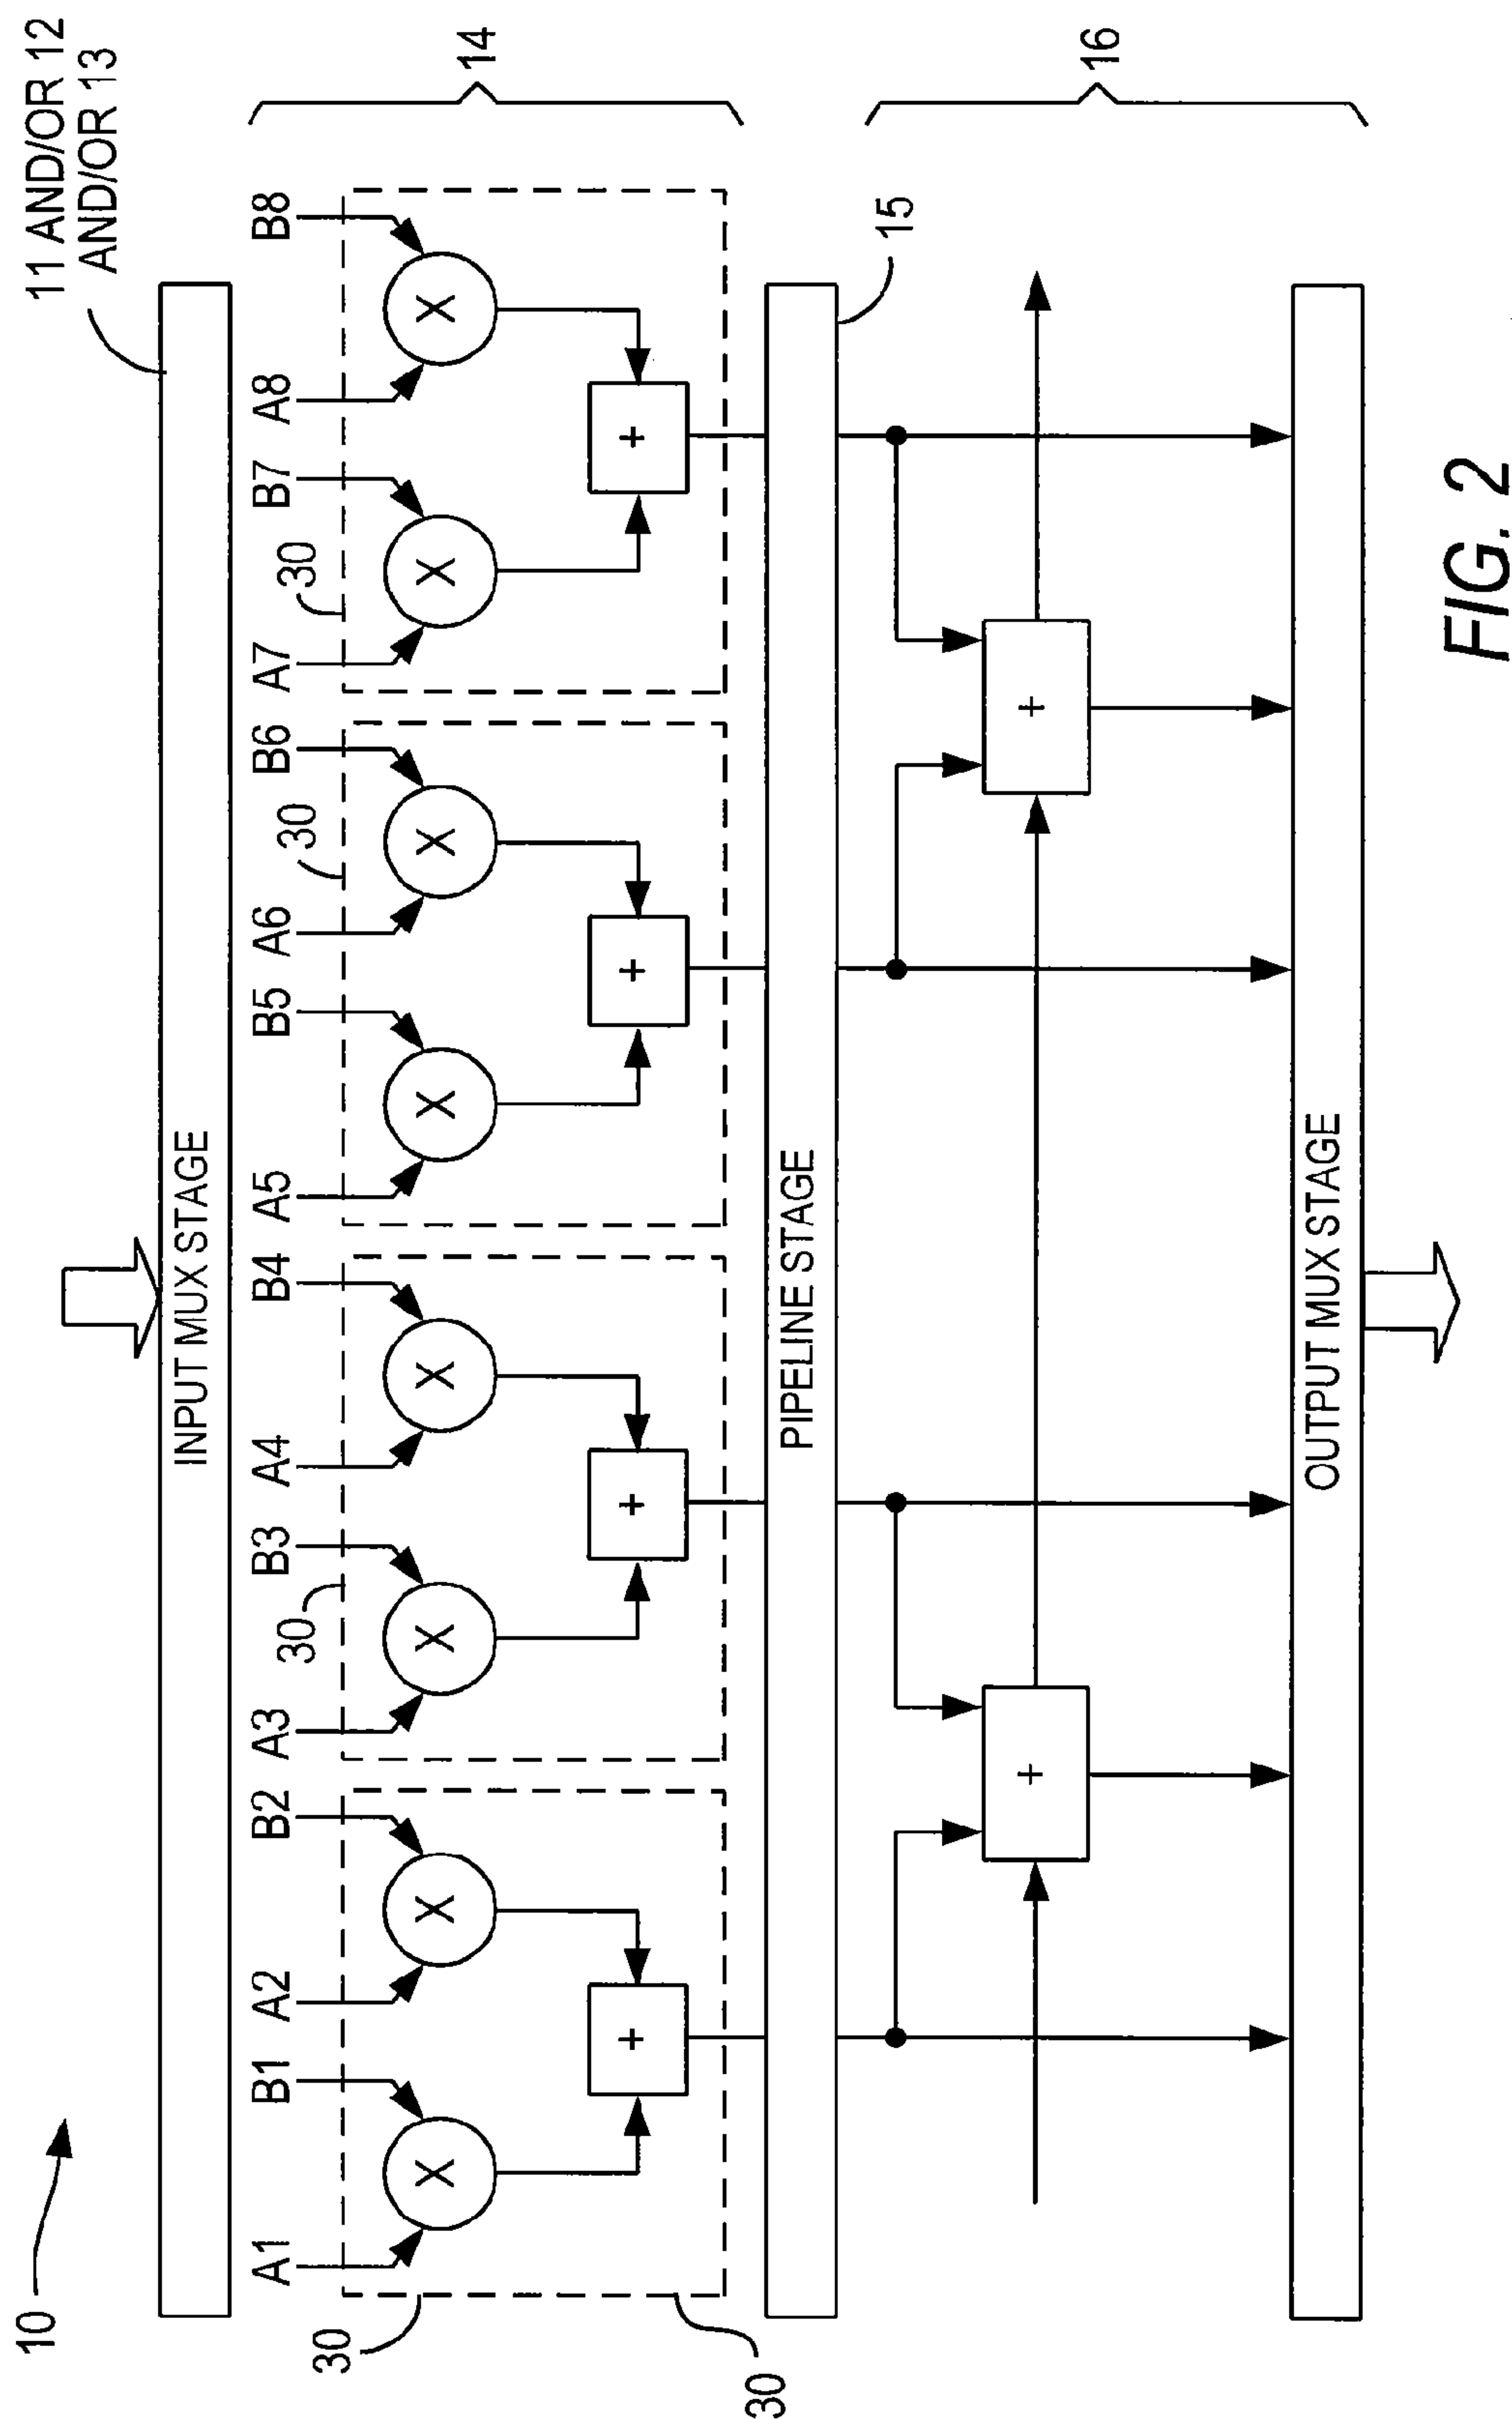 10
11 AND/OR 12
AND/OR 13
INPUT MUX STAGE
A1 B1 A2 B2 A3 B3 A4 B4 A5 B5 A6 B6 A7 B7 A8 B8
30 30 30 30
X X X X X X X X
14
+ + + +
30
PIPELINE STAGE
15
+ +
16
OUTPUT MUX STAGE
FIG. 2